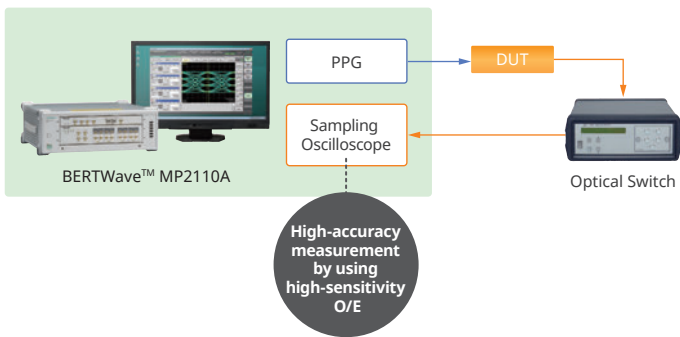 PPG
DUT
Sampling
Oscilloscope
BERTWave™ MP2110A
Optical Switch
High-accuracy
measurement
by using
high-sensitivity
O/E